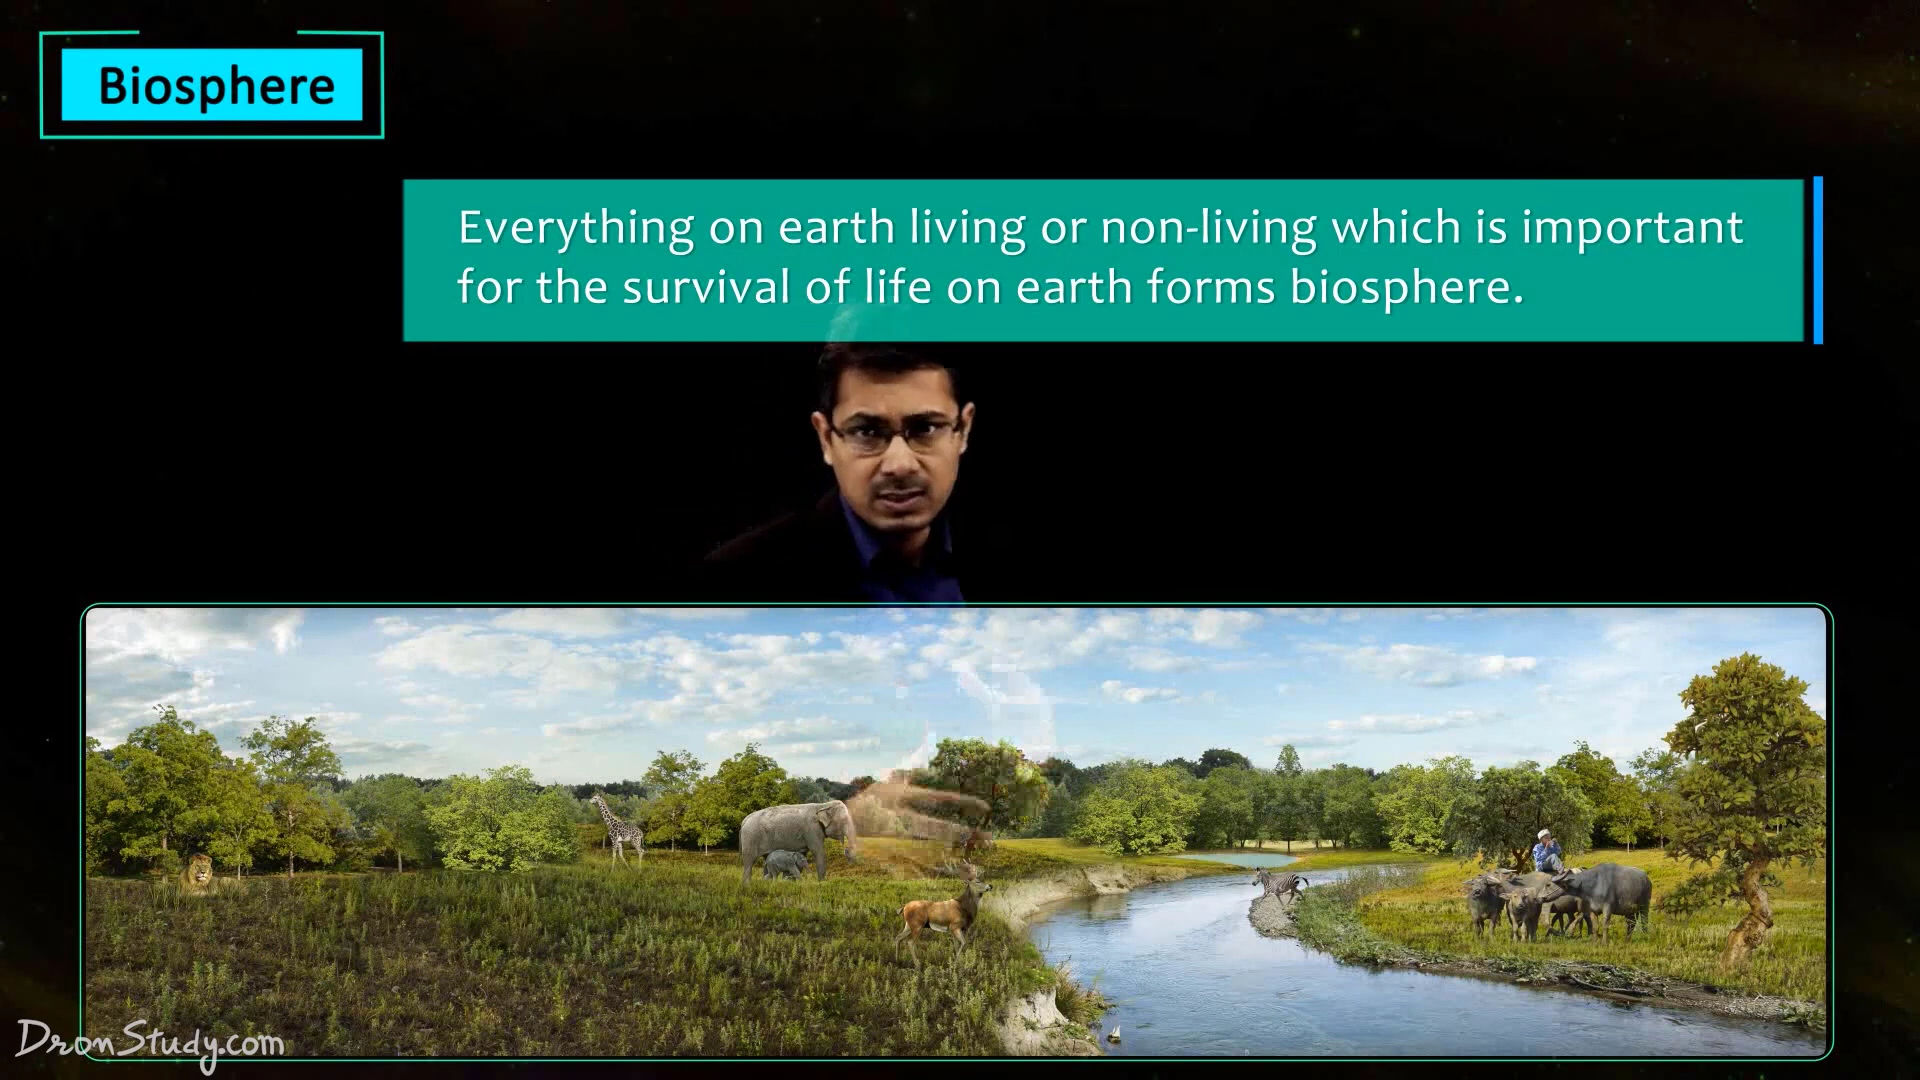 Biosphere
Everything on earth living or non-living which is important
for the survival of life on earth forms biosphere.
DronStudy.com